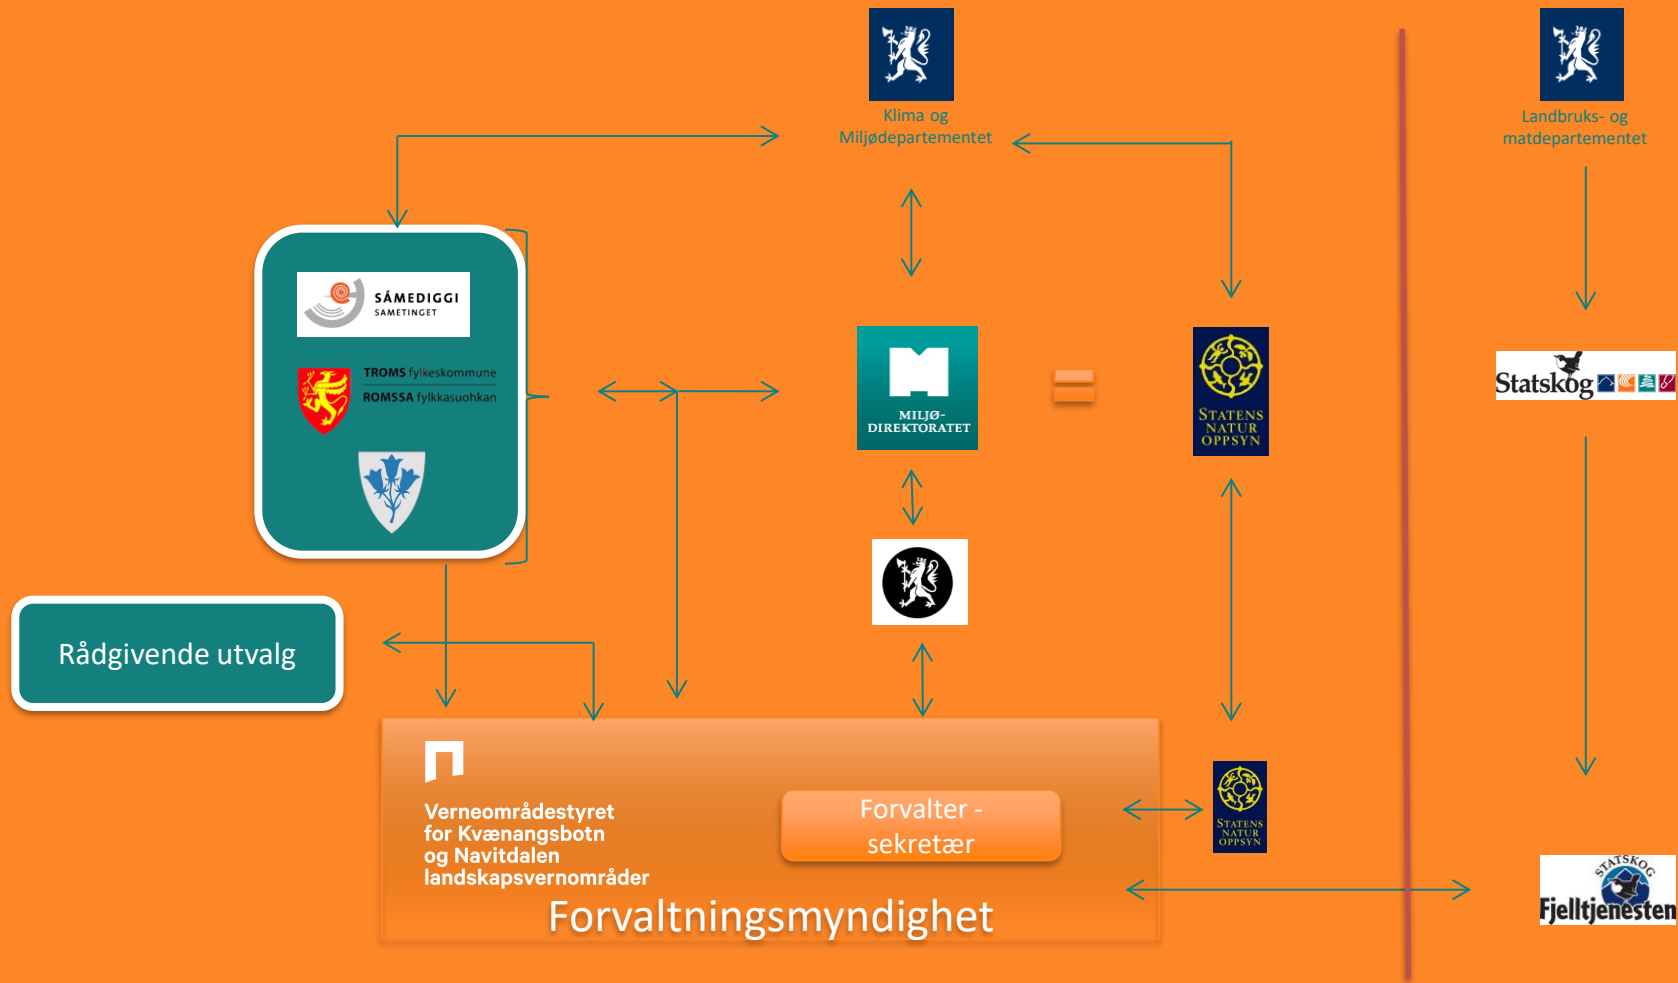 Klima og
Miljødepartementet
Landbruks- og
matdepartementet
SÁMEDIGGI
SAMETINGET
TROMS fylkeskommune
ROMSSA fylkkasuohkan
MILJØ-
DIREKTORATET
STATENS
NATUR
OPPSYN
Statskog
Rådgivende utvalg
Verneområdestyret
for Kvænangsbotn
og Navitdalen
landskapsvernområder
Forvalter -
sekretær
STATENS
NATUR
OPPSYN
Forvaltningsmyndighet
STATSKOG
Fjelltjenesten